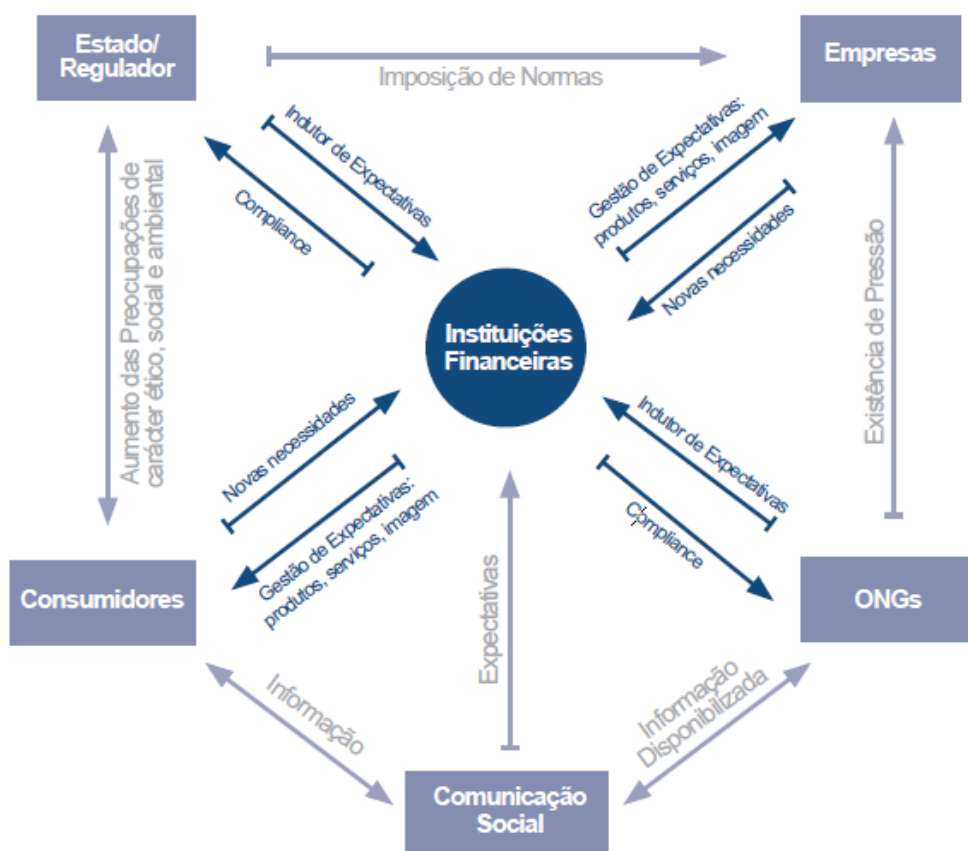 Estado/
Regulador
Imposição de Normas
Empresas
Indutor de Expectativas
Compliance
Gestão de Expectativas:
produtos, serviços, imagem
Novas necessidades
Aumento das Preocupações de
carácter ético, social e ambiental
Existência de Pressão
Instituições
Financeiras
Novas necessidades
Gestão de Expectativas:
produtos, serviços, imagem
Indutor de Expectativas
Compliance
Consumidores
Expectativas
ONGs
Informação
Informação
Disponibilizada
Comunicação
Social